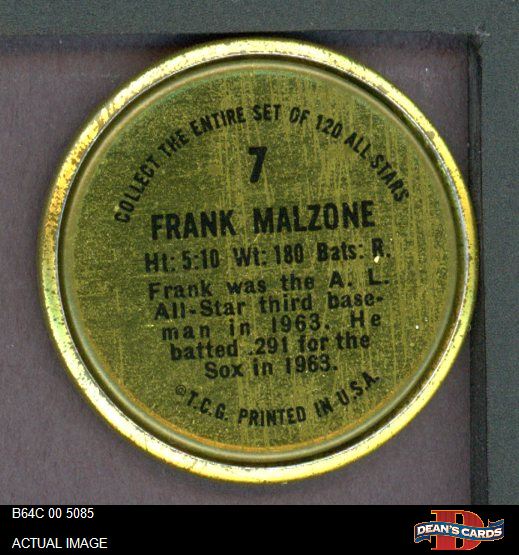 COLLECT THE ENTIRE SET OF 120 ALL-STARS
7
FRANK MALZONE
Ht: 5:10 Wt: 180 Bats: R.
Frank was the A. L.
All-Star third base-
man in 1963. He
batted .291 for the
Sox in 1963.
©T.C.G. PRINTED IN U.S.A.
B64C 00 5085
ACTUAL IMAGE
D
DEAN'S CARDS